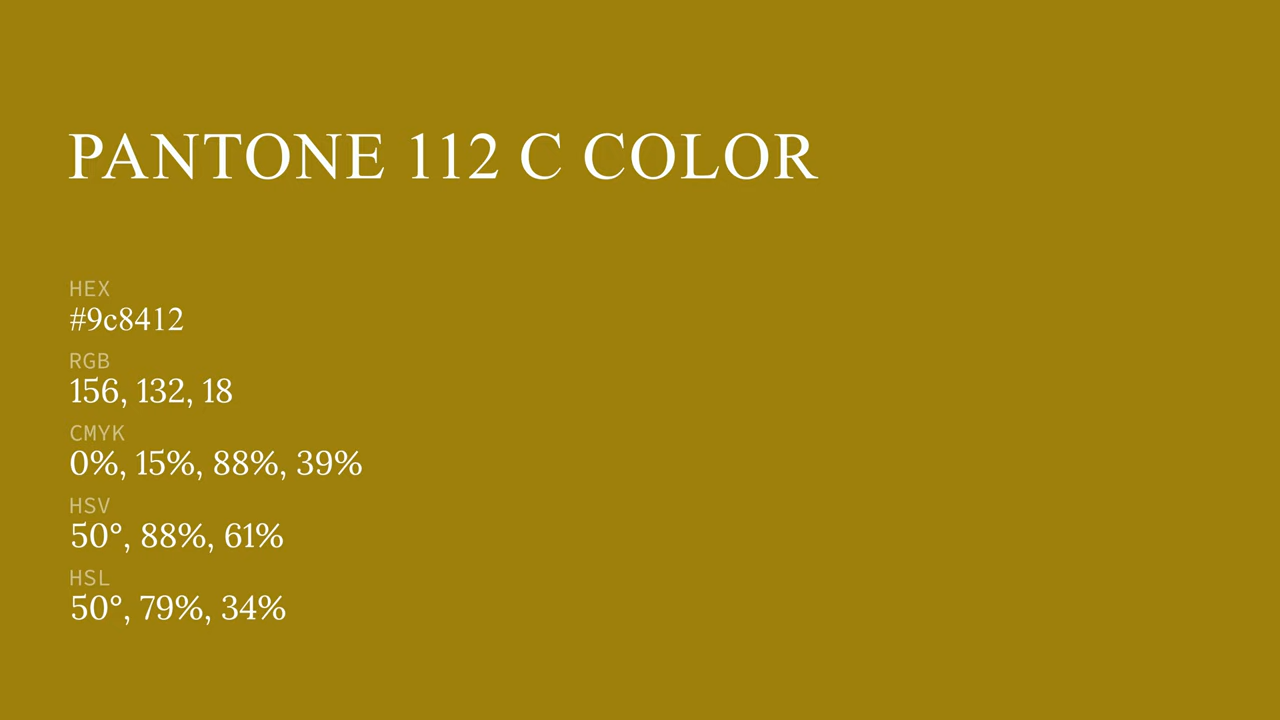 PANTONE 112 C COLOR
HEX
#9c8412
RGB
156, 132, 18
CMYK
0%, 15%, 88%, 39%
HSV
50°, 88%, 61%
HSL
50°, 79%, 34%